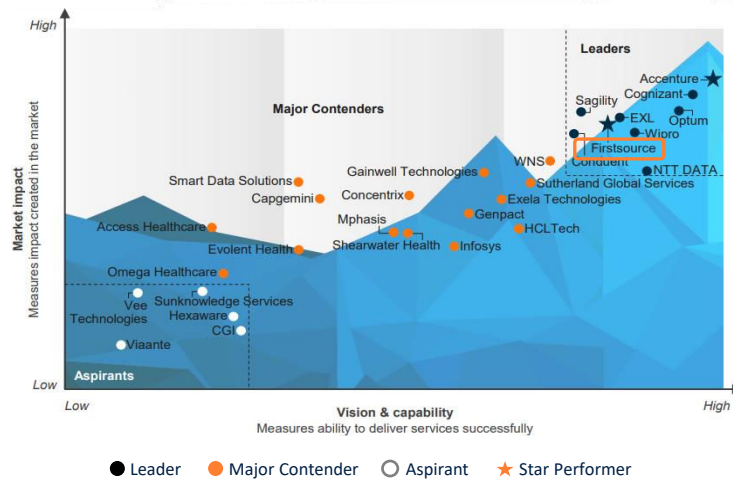 High
Leaders
Accenture
Cognizant
Sagility
Major Contenders
EXL
Optum
Wipro
Firstsource
Conduent
WNS
NTT DATA
Gainwell Technologies
Smart Data Solutions
Sutherland Global Services
Capgemini
Concentrix
Exela Technologies
Mphasis
Genpact
Access Healthcare
HCLTech
Shearwater Health
Infosys
Evolent Health
Omega Healthcare
Sunknowledge Services
Vee
Technologies
Hexaware
CGI
Viaante
Aspirants
Market impact
Measures impact created in the market
Low
Low
High
Vision & capability
Measures ability to deliver services successfully
Leader
Major Contender
Aspirant
Star Performer